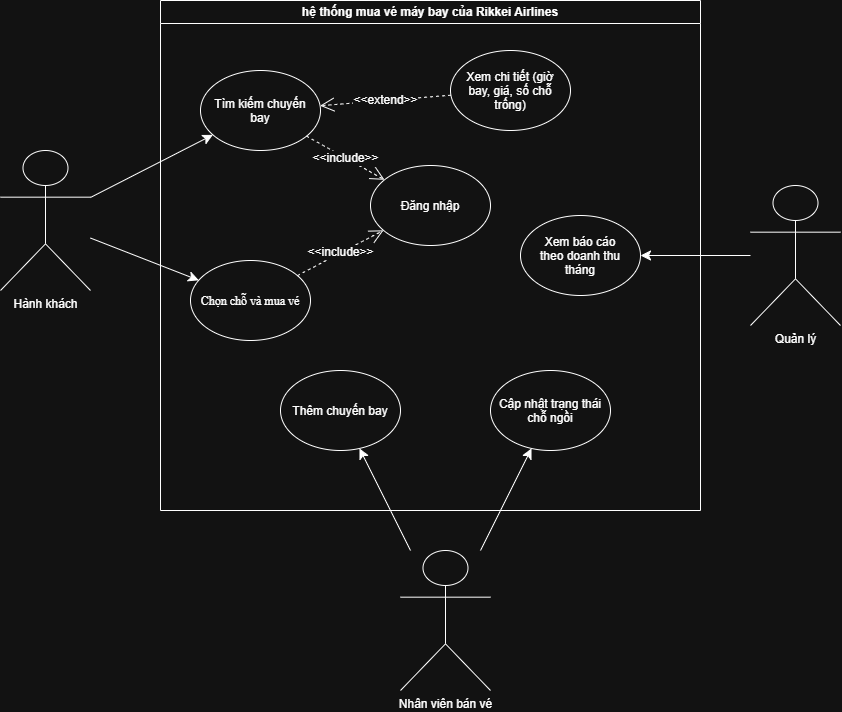 hệ thống mua vé máy bay của Rikkei Airlines
Tìm kiếm chuyến
bay
<<extend>>
Xem chi tiết (giờ
bay, giá, số chỗ
trống)
<<include>>
Đăng nhập
<<include>>
Chọn chỗ và mua vé
Hảnh khách
Xem báo cáo
theo doanh thu
tháng
Quản lý
Thêm chuyến bay
Cập nhật trạng thái
chỗ ngồi
Nhân viên bán vé